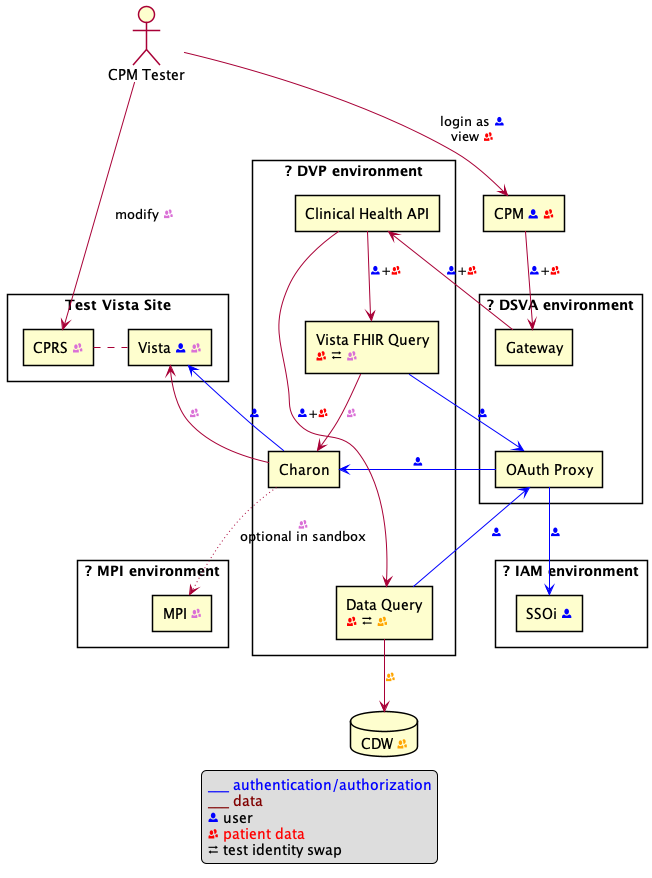 CPM Tester
login as
view
? DVP environment
Clinical Health API
CPM
modify
+
+
+
Test Vista Site
? DSVA environment
CPRS
Vista
Vista FHIR Query
⇄
Gateway
+
Charon
OAuth Proxy
optional in sandbox
? MPI environment
? IAM environment
MPI
Data Query
⇄
SSOi
CDW
___ authentication/authorization
___ data
user
patient data
⇄ test identity swap